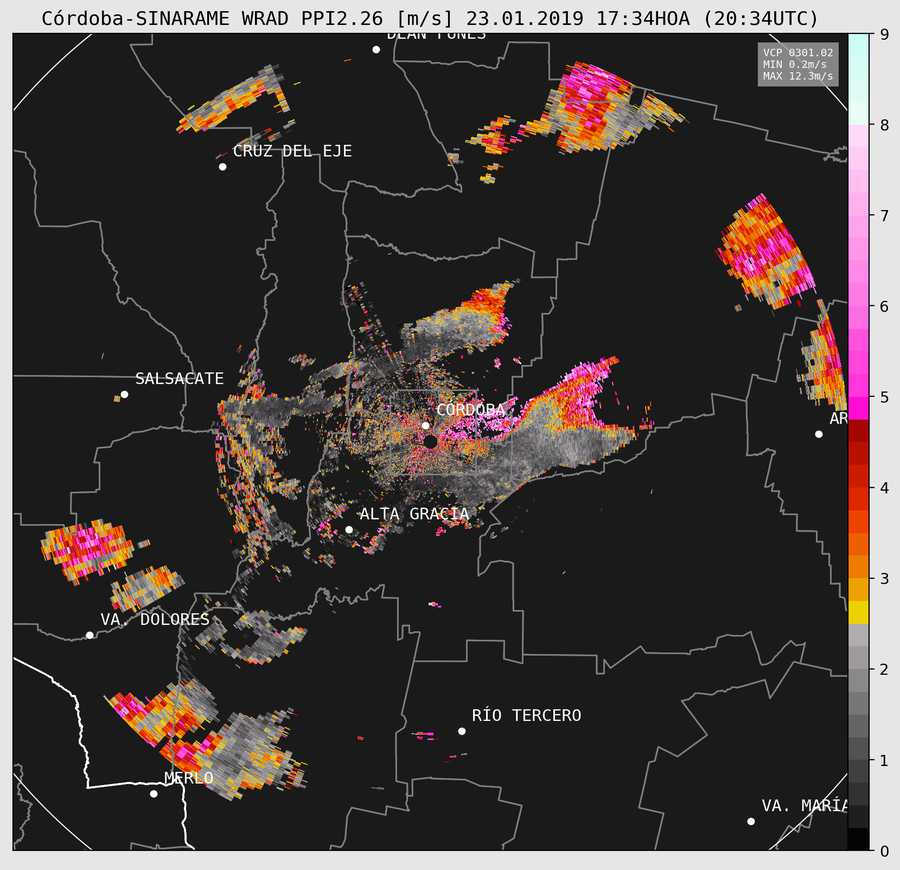 Córdoba-SINARAME WRAD PPI2.26 [m/s] 23.01.2019 17:34HOA (20:34UTC)
DEÁN FUNES
VCP 0301.02
MIN 0.2m/s
MAX 12.3m/s
CRUZ DEL EJE
SALSACATE
CÓRDOBA
AR
ALTA GRACIA
VA. DOLORES
RÍO TERCERO
MERLO
VA. MARÍA
9
8
7
6
5
4
3
2
1
0